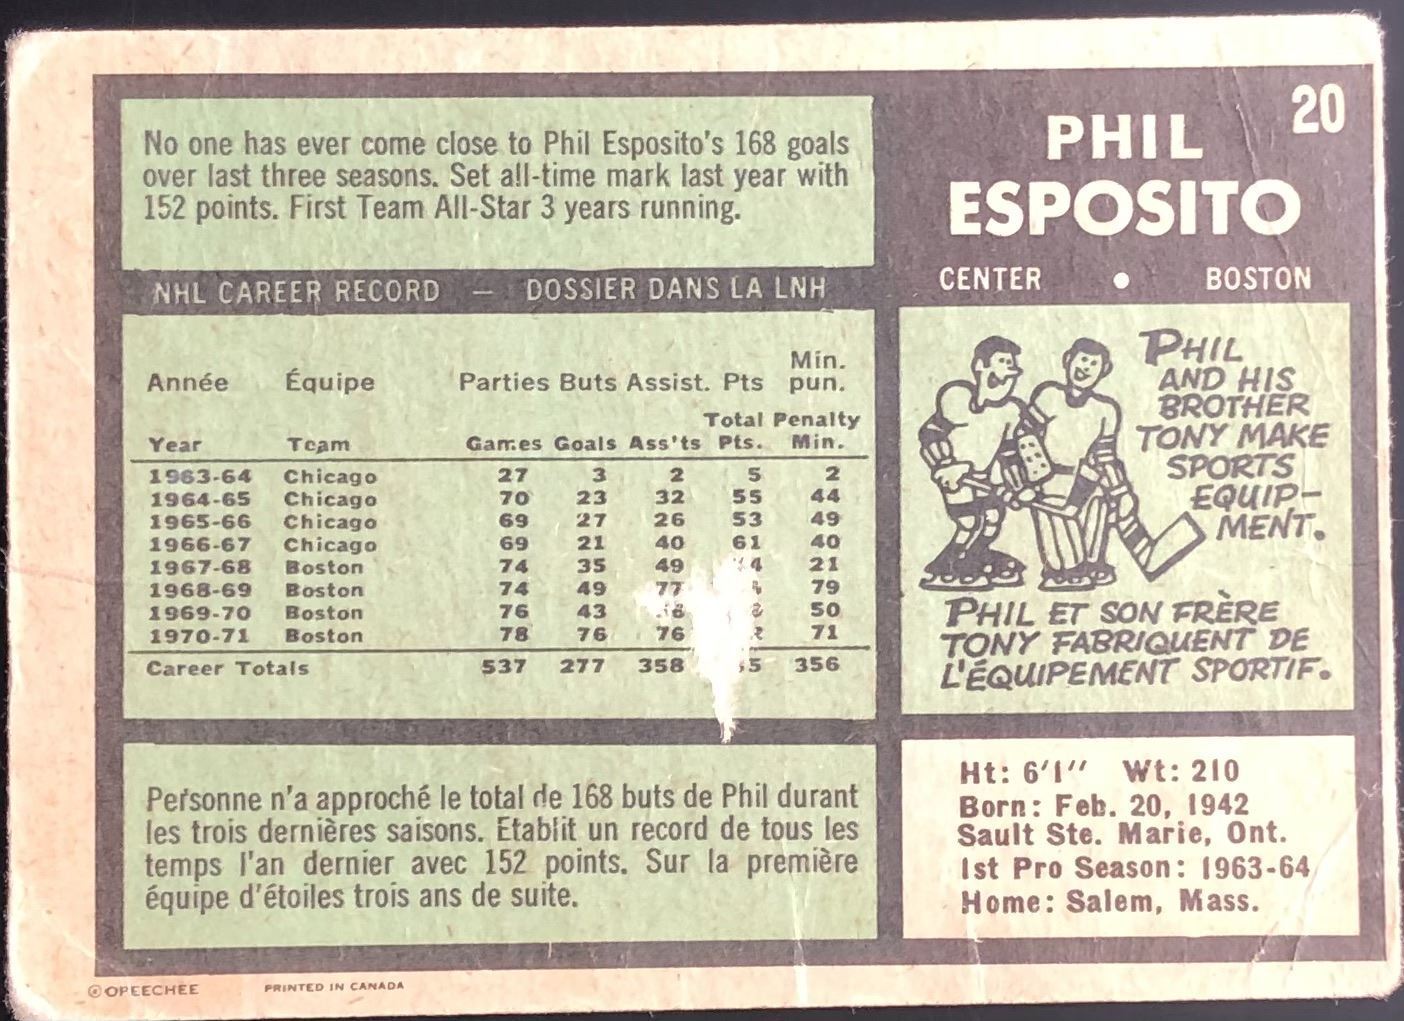 20
PHIL
ESPOSITO
CENTER • BOSTON
No one has ever come close to Phil Esposito's 168 goals
over last three seasons. Set all-time mark last year with
152 points. First Team All-Star 3 years running.
NHL CAREER RECORD — DOSSIER DANS LA LNH
Année Équipe Parties Buts Assist. Pts Min. pun.
Year Team Games Goals Ass'ts Total Pts. Penalty Min.
1963-64 Chicago 27 3 2 5 2
1964-65 Chicago 70 23 32 55 44
1965-66 Chicago 69 27 26 53 49
1966-67 Chicago 69 21 40 61 40
1967-68 Boston 74 35 49 21
1968-69 Boston 74 49 77 79
1969-70 Boston 76 43 50
1970-71 Boston 78 76 76 71
Career Totals 537 277 358 356
Personne n'a approché le total de 168 buts de Phil durant
les trois dernières saisons. Etablit un record de tous les
temps l'an dernier avec 152 points. Sur la première
équipe d'étoiles trois ans de suite.
PHIL
AND HIS
BROTHER
TONY MAKE
SPORTS
EQUIP-
MENT.
PHIL ET SON FRÈRE
TONY FABRIQUENT DE
L'ÉQUIPEMENT SPORTIF.
Ht: 6'1'' Wt: 210
Born: Feb. 20, 1942
Sault Ste. Marie, Ont.
1st Pro Season: 1963-64
Home: Salem, Mass.
©OPEECHEE PRINTED IN CANADA